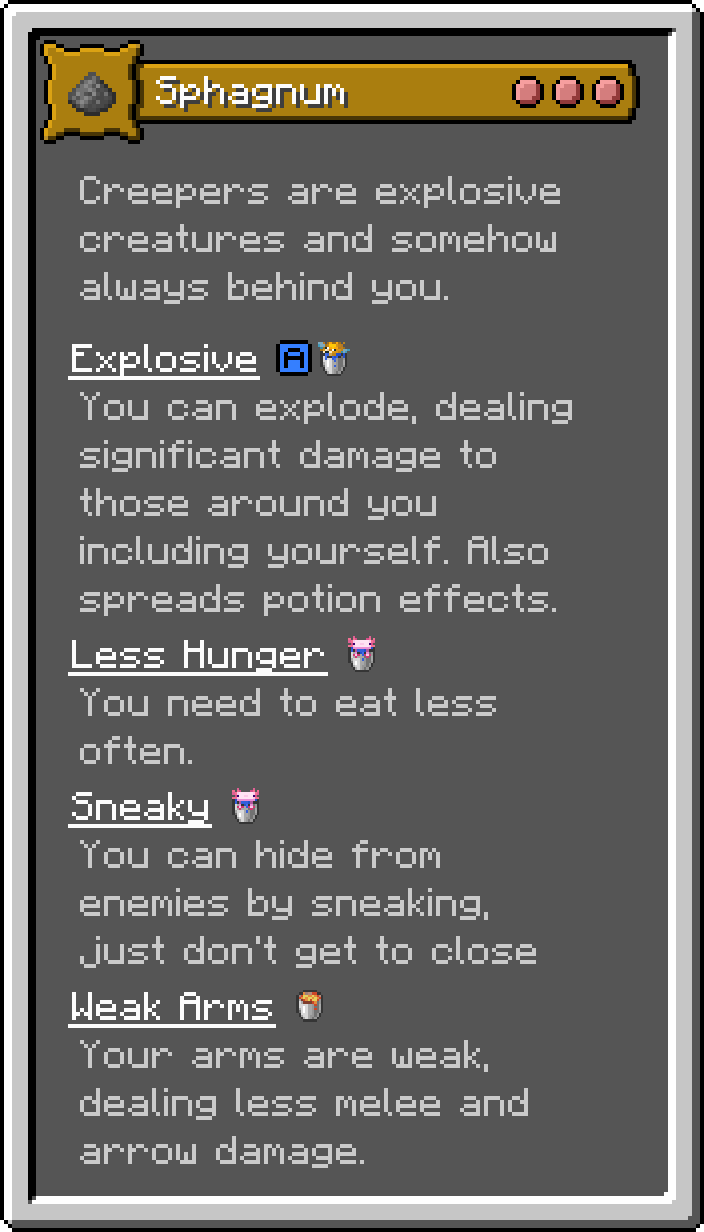 Sphagnum
Creepers are explosive
creatures and somehow
always behind you.
Explosive A
You can explode, dealing
significant damage to
those around you
including yourself. Also
spreads potion effects.
Less Hunger
You need to eat less
often.
Sneaky
You can hide from
enemies by sneaking,
just don't get to close
Weak Arms
Your arms are weak,
dealing less melee and
arrow damage.